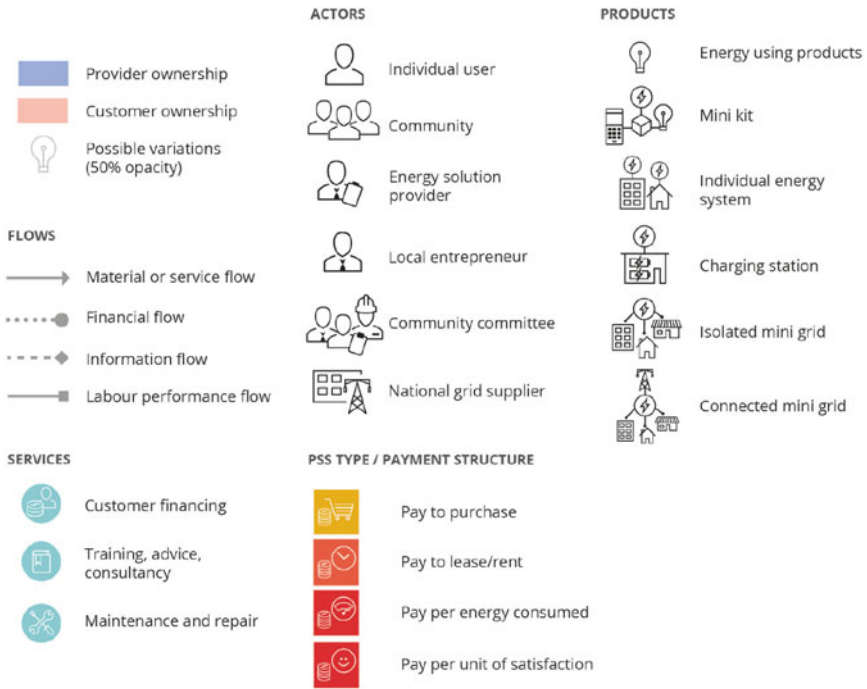 Provider ownership
Customer ownership
Possible variations
(50% opacity)
FLOWS
Material or service flow
Financial flow
Information flow
Labour performance flow
ACTORS
Individual user
Community
Energy solution
provider
Local entrepreneur
Community committee
National grid supplier
PRODUCTS
Energy using products
Mini kit
Individual energy
system
Charging station
Isolated mini grid
Connected mini grid
SERVICES
Customer financing
Training, advice,
consultancy
Maintenance and repair
PSS TYPE / PAYMENT STRUCTURE
Pay to purchase
Pay to lease/rent
Pay per energy consumed
Pay per unit of satisfaction